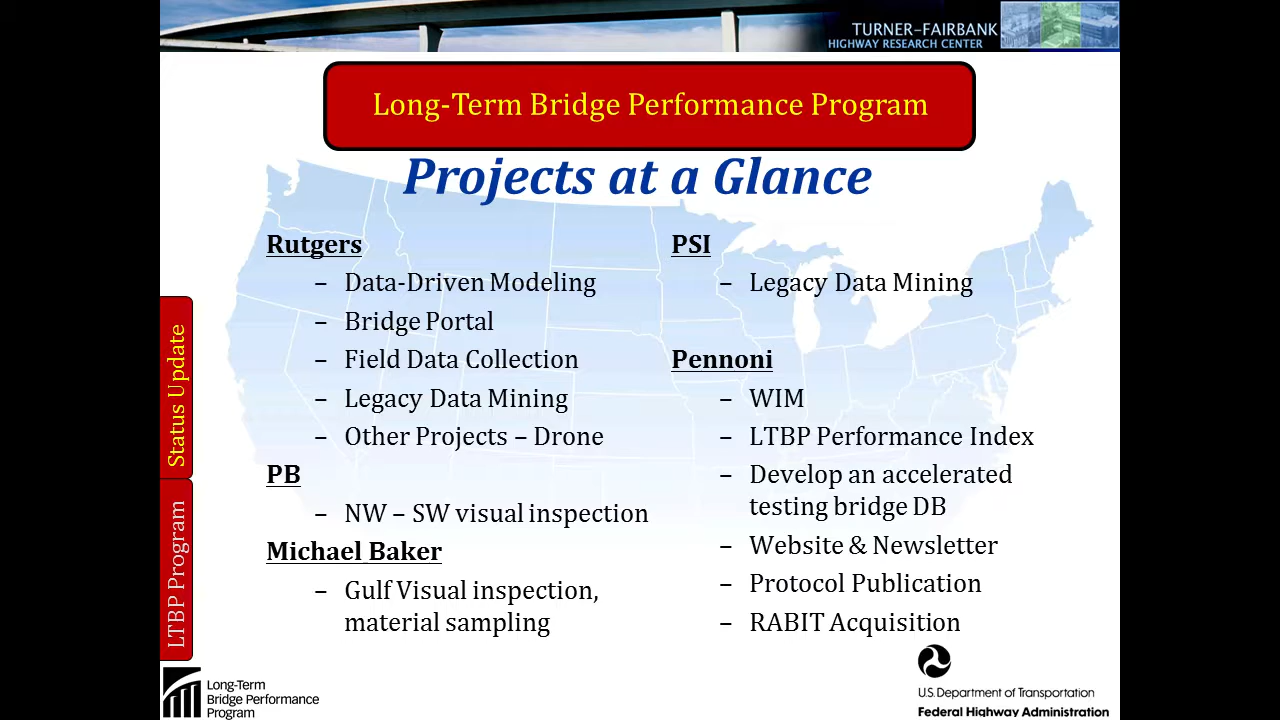 TURNER-FAIRBANK
HIGHWAY RESEARCH CENTER
Long-Term Bridge Performance Program
Projects at a Glance
Rutgers
– Data-Driven Modeling
– Bridge Portal
– Field Data Collection
– Legacy Data Mining
– Other Projects – Drone
PB
– NW – SW visual inspection
Michael Baker
– Gulf Visual inspection,
material sampling
PSI
– Legacy Data Mining
Pennoni
– WIM
– LTBP Performance Index
– Develop an accelerated
testing bridge DB
– Website & Newsletter
– Protocol Publication
– RABIT Acquisition
Status Update
LTBP Program
Long-Term
Bridge Performance
Program
U.S. Department of Transportation
Federal Highway Administration